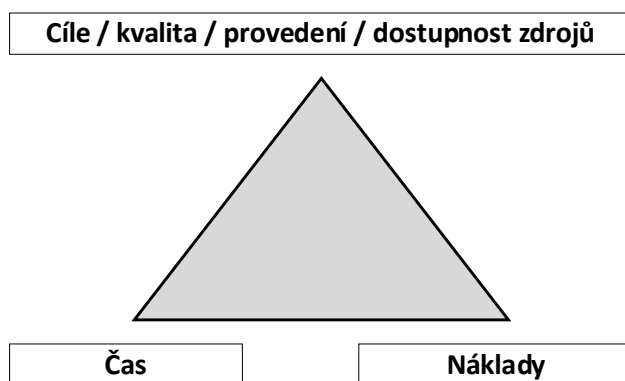 Cíle / kvalita / provedení / dostupnost zdrojů
Čas
Náklady